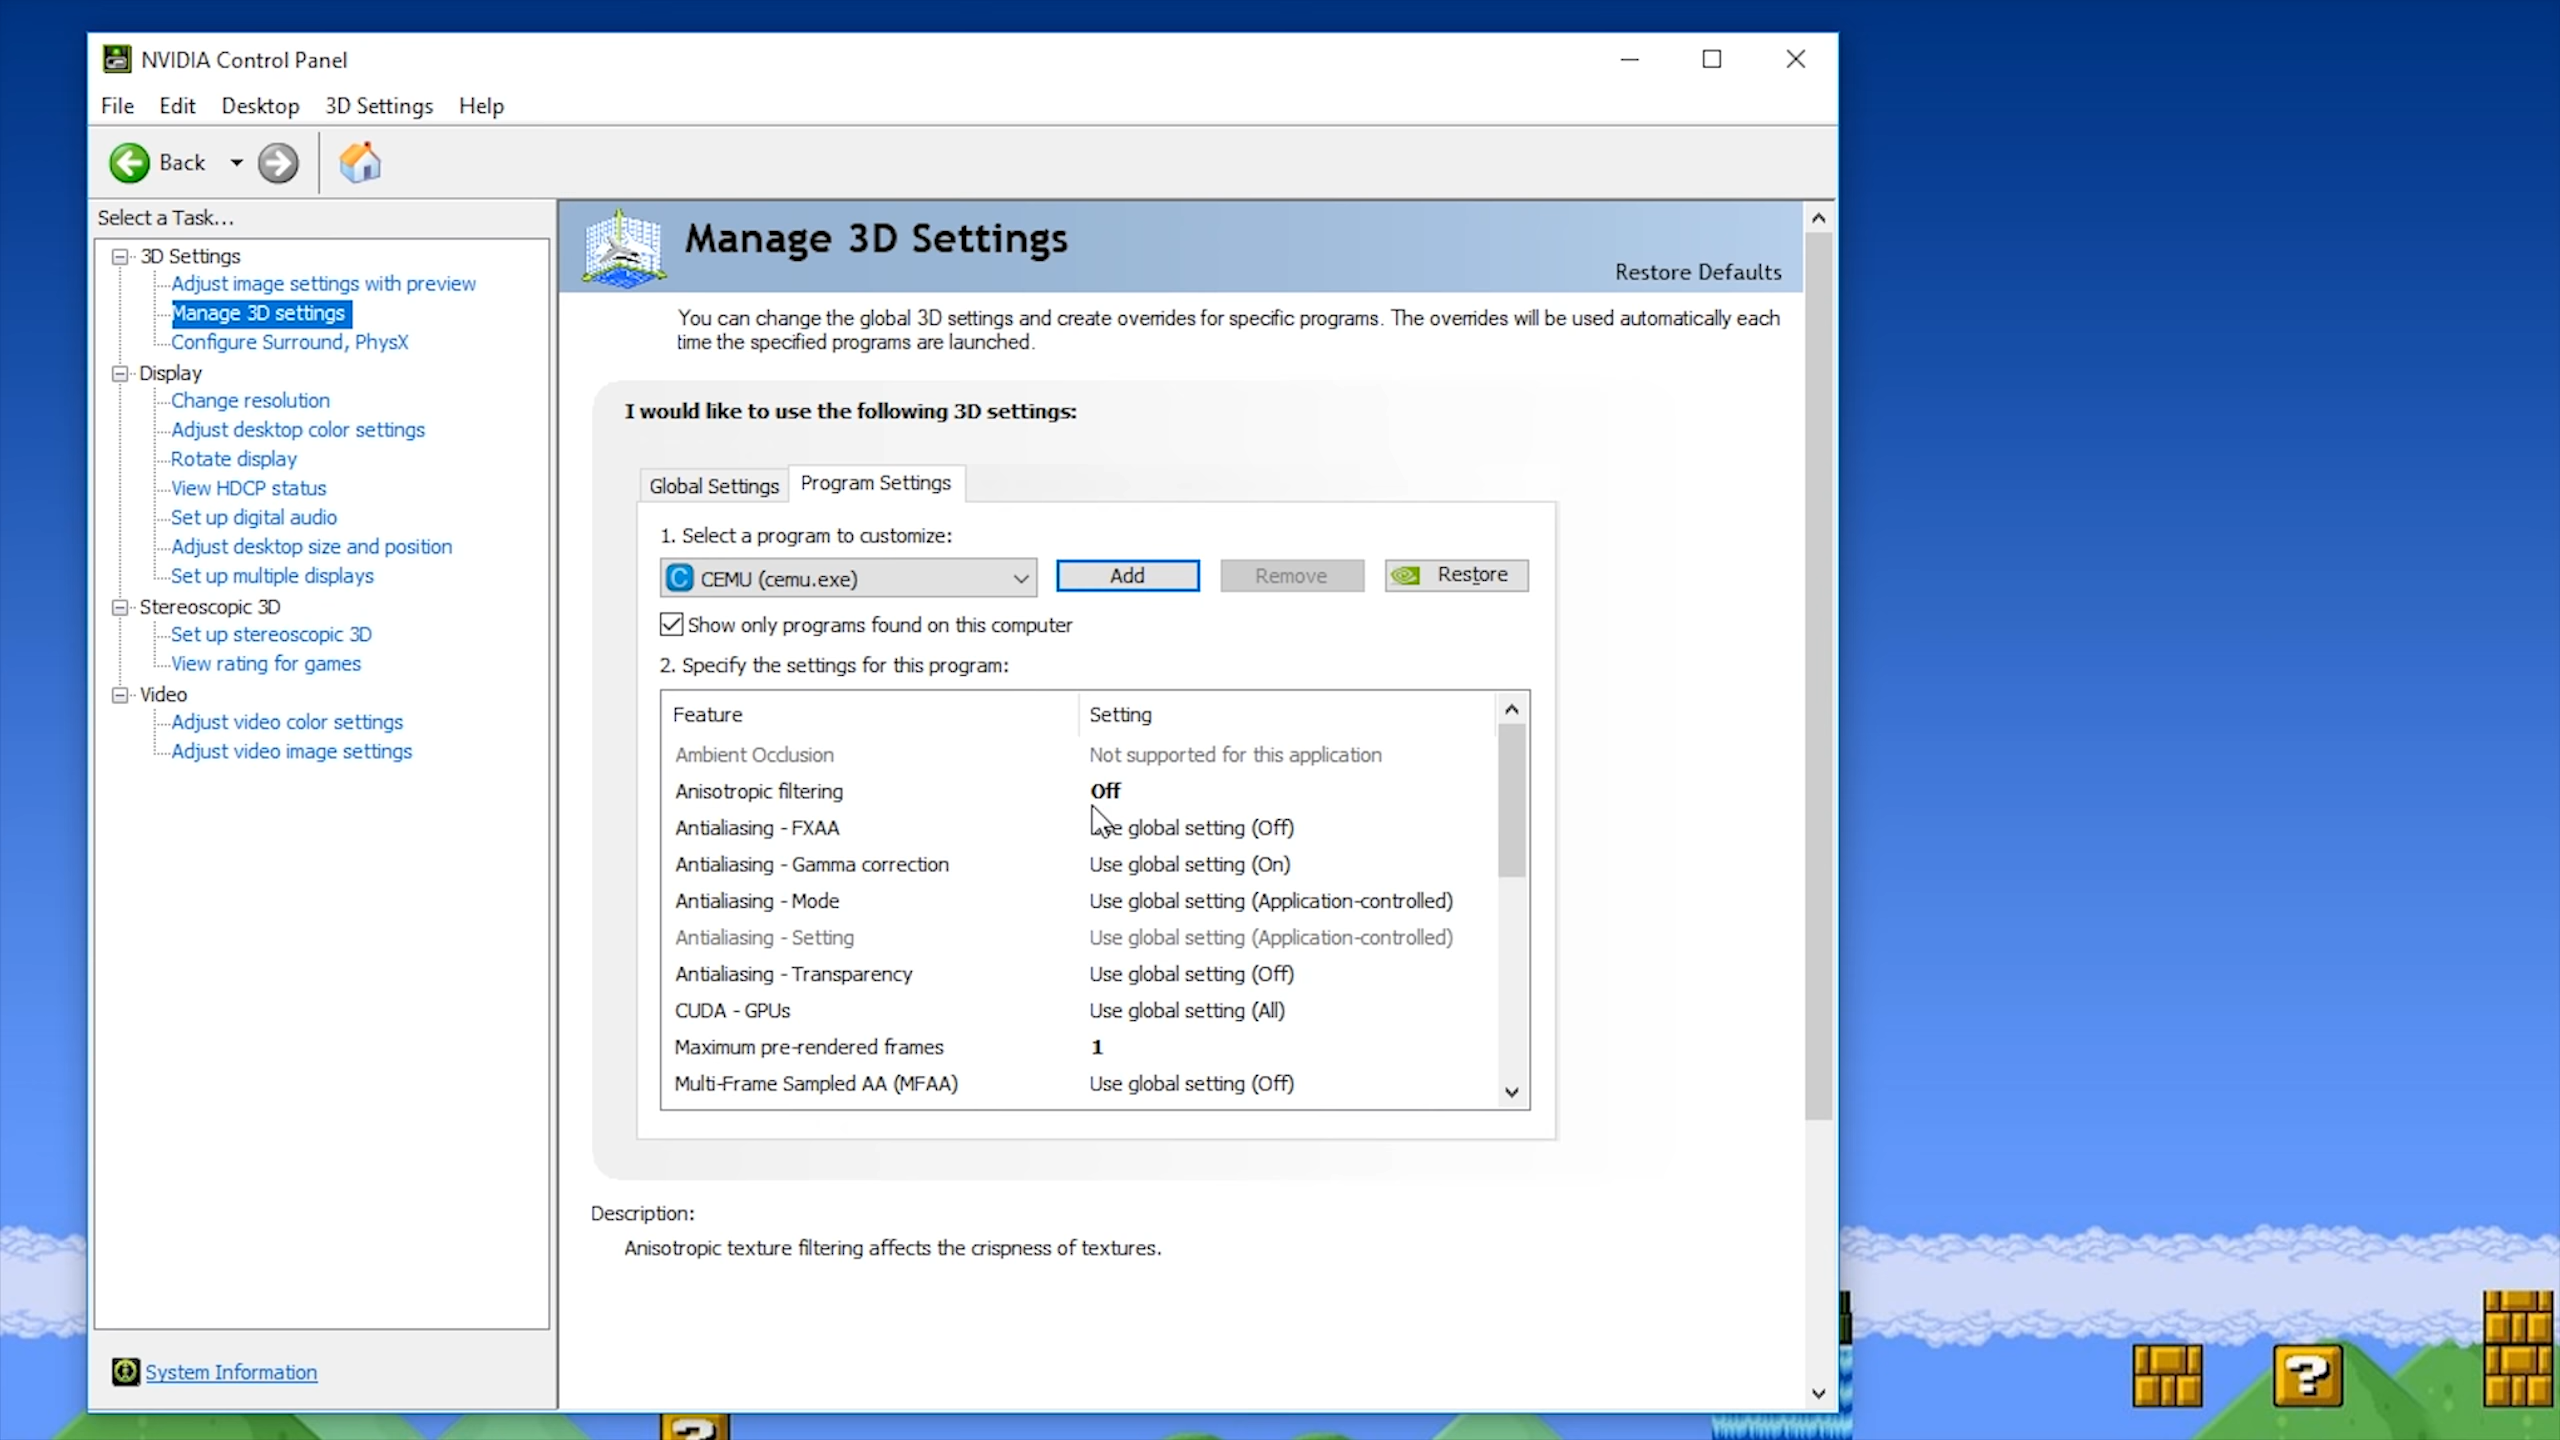 NVIDIA Control Panel
File Edit Desktop 3D Settings Help
Back
Select a Task...
3D Settings
Adjust image settings with preview
Manage 3D settings
Configure Surround, PhysX
Display
Change resolution
Adjust desktop color settings
Rotate display
View HDCP status
Set up digital audio
Adjust desktop size and position
Set up multiple displays
Stereoscopic 3D
Set up stereoscopic 3D
View rating for games
Video
Adjust video color settings
Adjust video image settings
System Information
Manage 3D Settings
Restore Defaults
You can change the global 3D settings and create overrides for specific programs. The overrides will be used automatically each
time the specified programs are launched.
I would like to use the following 3D settings:
Global Settings Program Settings
1. Select a program to customize:
CEMU (cemu.exe) Add Remove Restore
Show only programs found on this computer
2. Specify the settings for this program:
Feature Setting
Ambient Occlusion Not supported for this application
Anisotropic filtering Off
Antialiasing - FXAA Use global setting (Off)
Antialiasing - Gamma correction Use global setting (On)
Antialiasing - Mode Use global setting (Application-controlled)
Antialiasing - Setting Use global setting (Application-controlled)
Antialiasing - Transparency Use global setting (Off)
CUDA - GPUs Use global setting (All)
Maximum pre-rendered frames 1
Multi-Frame Sampled AA (MFAA) Use global setting (Off)
Description:
Anisotropic texture filtering affects the crispness of textures.
?
?